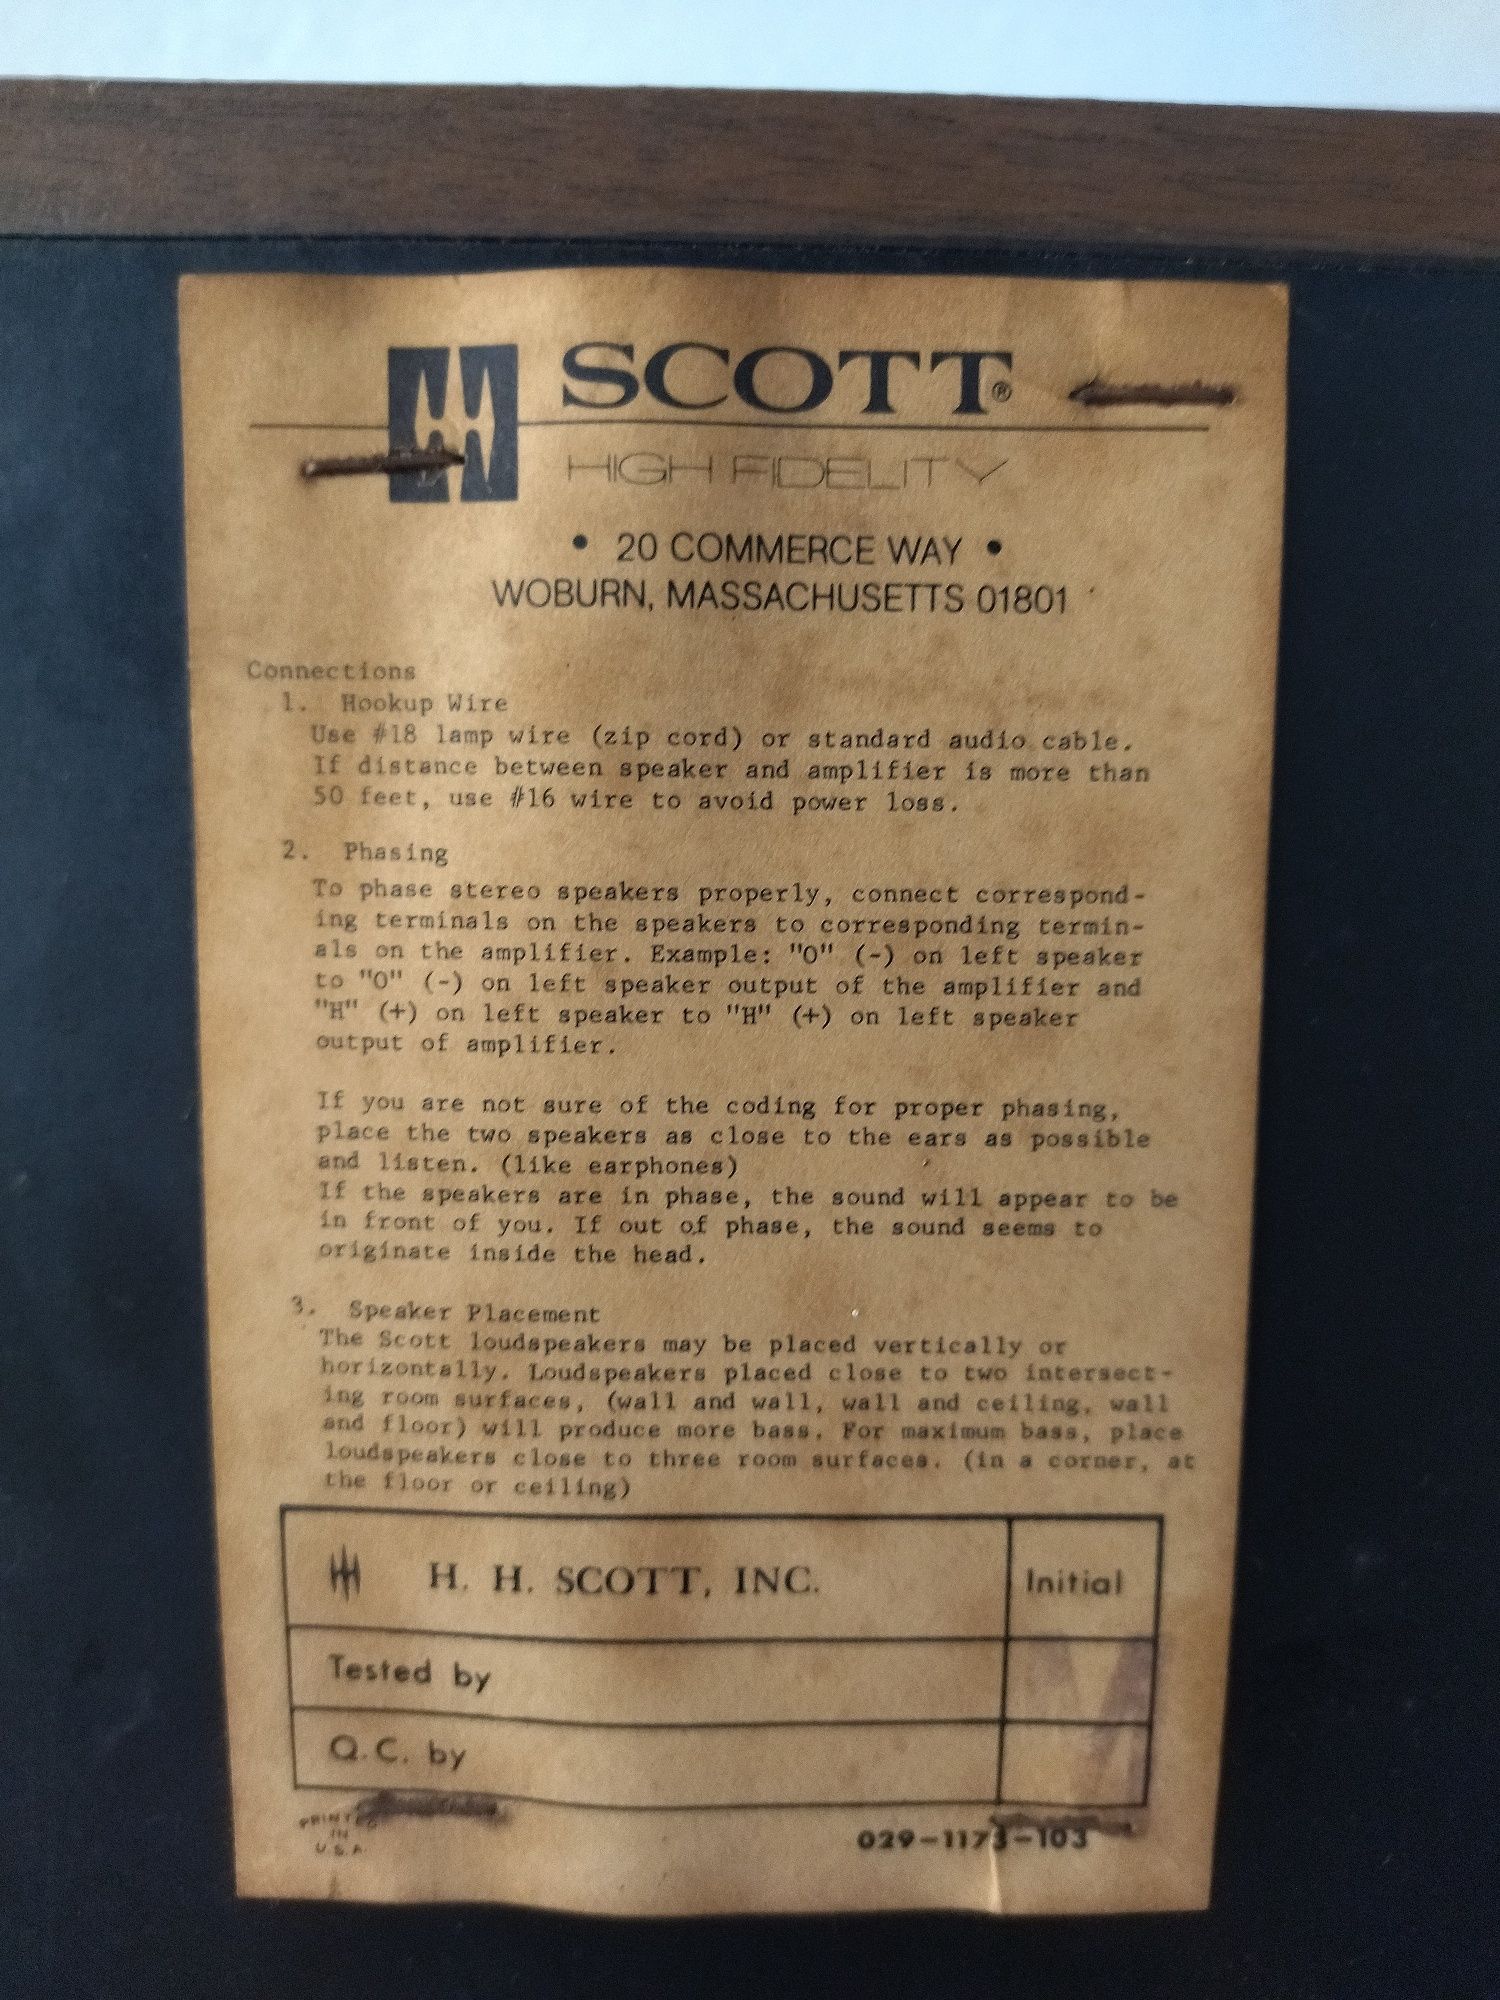 SCOTT®
HIGH FIDELITY
• 20 COMMERCE WAY •
WOBURN, MASSACHUSETTS 01801
Connections
1. Hookup Wire
Use #18 lamp wire (zip cord) or standard audio cable.
If distance between speaker and amplifier is more than
50 feet, use #16 wire to avoid power loss.
2. Phasing
To phase stereo speakers properly, connect correspond-
ing terminals on the speakers to corresponding termin-
als on the amplifier. Example: "O" (-) on left speaker
to "O" (-) on left speaker output of the amplifier and
"H" (+) on left speaker to "H" (+) on left speaker
output of amplifier.
If you are not sure of the coding for proper phasing,
place the two speakers as close to the ears as possible
and listen. (like earphones)
If the speakers are in phase, the sound will appear to be
in front of you. If out of phase, the sound seems to
originate inside the head.
3. Speaker Placement
The Scott loudspeakers may be placed vertically or
horizontally. Loudspeakers placed close to two intersect-
ing room surfaces, (wall and wall, wall and ceiling, wall
and floor) will produce more bass. For maximum bass, place
loudspeakers close to three room surfaces. (in a corner, at
the floor or ceiling)
H. H. SCOTT, INC. Initial
Tested by
Q.C. by
PRINTED
IN
U.S.A
029-1173-103